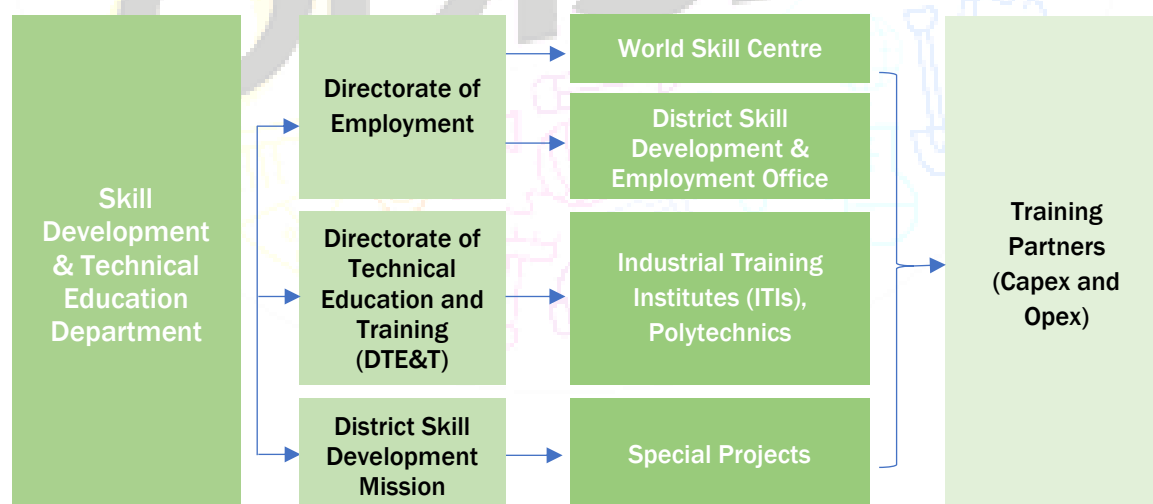 Skill
Development
& Technical
Education
Department
Directorate of
Employment
Directorate of
Technical
Education and
Training
(DTE&T)
District Skill
Development
Mission
World Skill Centre
District Skill
Development &
Employment Office
Industrial Training
Institutes (ITIs),
Polytechnics
Special Projects
Training
Partners
(Capex and
Opex)